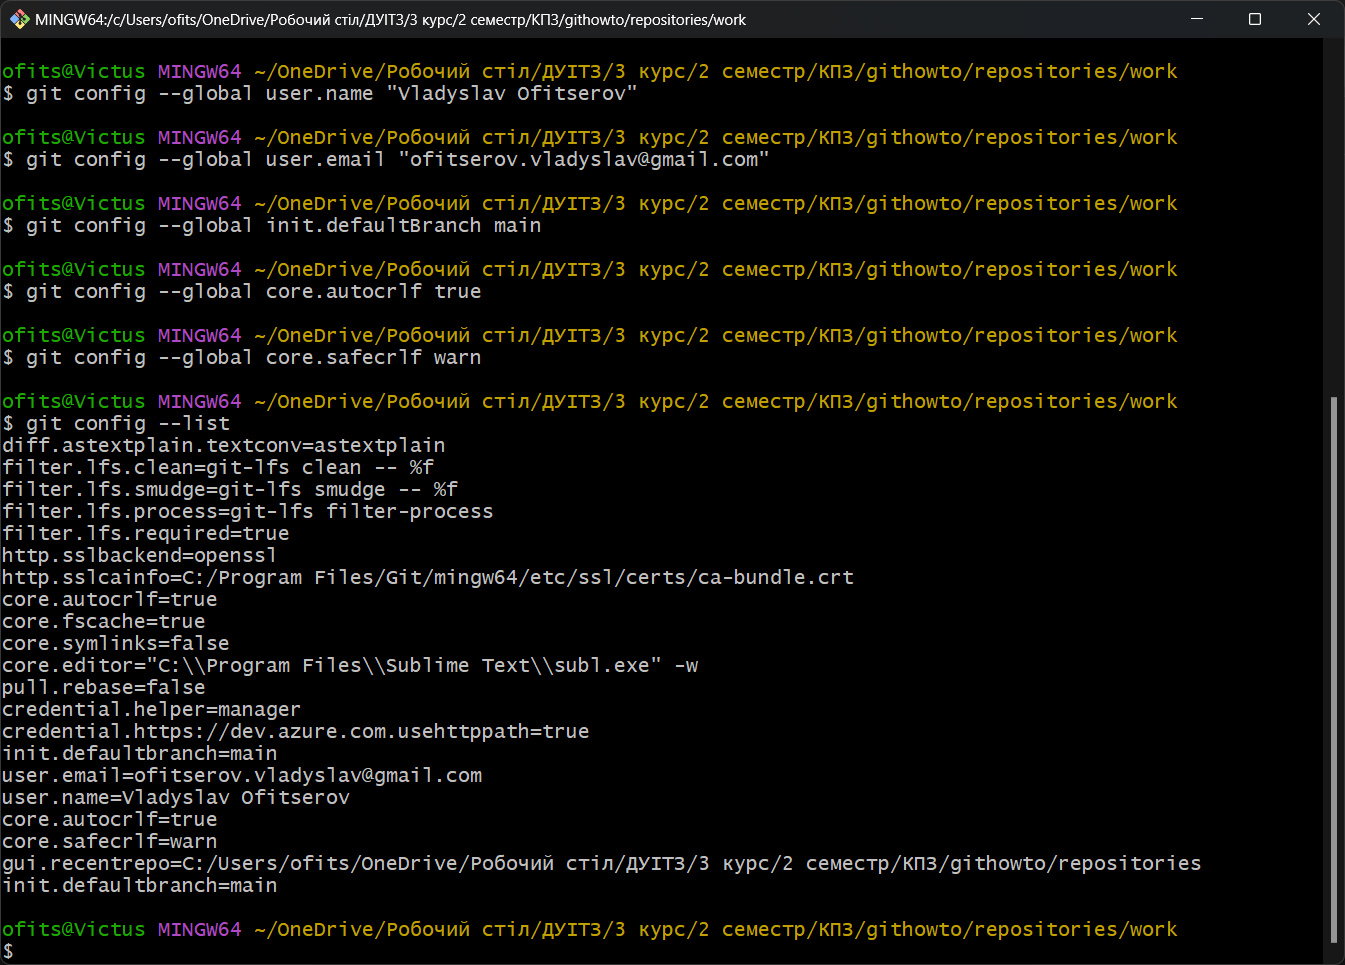 MINGW64:/c/Users/ofits/OneDrive/Робочий стіл/ДУІТЗ/3 курс/2 семестр/КПЗ/githowto/repositories/work
ofits@Victus MINGW64 ~/OneDrive/Робочий стіл/ДУІТЗ/3 курс/2 семестр/КПЗ/githowto/repositories/work
$ git config --global user.name "Vladyslav Ofitserov"
ofits@Victus MINGW64 ~/OneDrive/Робочий стіл/ДУІТЗ/3 курс/2 семестр/КПЗ/githowto/repositories/work
$ git config --global user.email "ofitserov.vladyslav@gmail.com"
ofits@Victus MINGW64 ~/OneDrive/Робочий стіл/ДУІТЗ/3 курс/2 семестр/КПЗ/githowto/repositories/work
$ git config --global init.defaultBranch main
ofits@Victus MINGW64 ~/OneDrive/Робочий стіл/ДУІТЗ/3 курс/2 семестр/КПЗ/githowto/repositories/work
$ git config --global core.autocrlf true
ofits@Victus MINGW64 ~/OneDrive/Робочий стіл/ДУІТЗ/3 курс/2 семестр/КПЗ/githowto/repositories/work
$ git config --global core.safecrlf warn
ofits@Victus MINGW64 ~/OneDrive/Робочий стіл/ДУІТЗ/3 курс/2 семестр/КПЗ/githowto/repositories/work
$ git config --list
diff.astextplain.textconv=astextplain
filter.lfs.clean=git-lfs clean -- %f
filter.lfs.smudge=git-lfs smudge -- %f
filter.lfs.process=git-lfs filter-process
filter.lfs.required=true
http.sslbackend=openssl
http.sslcainfo=C:/Program Files/Git/mingw64/etc/ssl/certs/ca-bundle.crt
core.autocrlf=true
core.fscache=true
core.symlinks=false
core.editor="C:\\Program Files\\Sublime Text\\subl.exe" -w
pull.rebase=false
credential.helper=manager
credential.https://dev.azure.com.usehttppath=true
init.defaultbranch=main
user.email=ofitserov.vladyslav@gmail.com
user.name=Vladyslav Ofitserov
core.autocrlf=true
core.safecrlf=warn
gui.recentrepo=C:/Users/ofits/OneDrive/Робочий стіл/ДУІТЗ/3 курс/2 семестр/КПЗ/githowto/repositories
init.defaultbranch=main
ofits@Victus MINGW64 ~/OneDrive/Робочий стіл/ДУІТЗ/3 курс/2 семестр/КПЗ/githowto/repositories/work
$